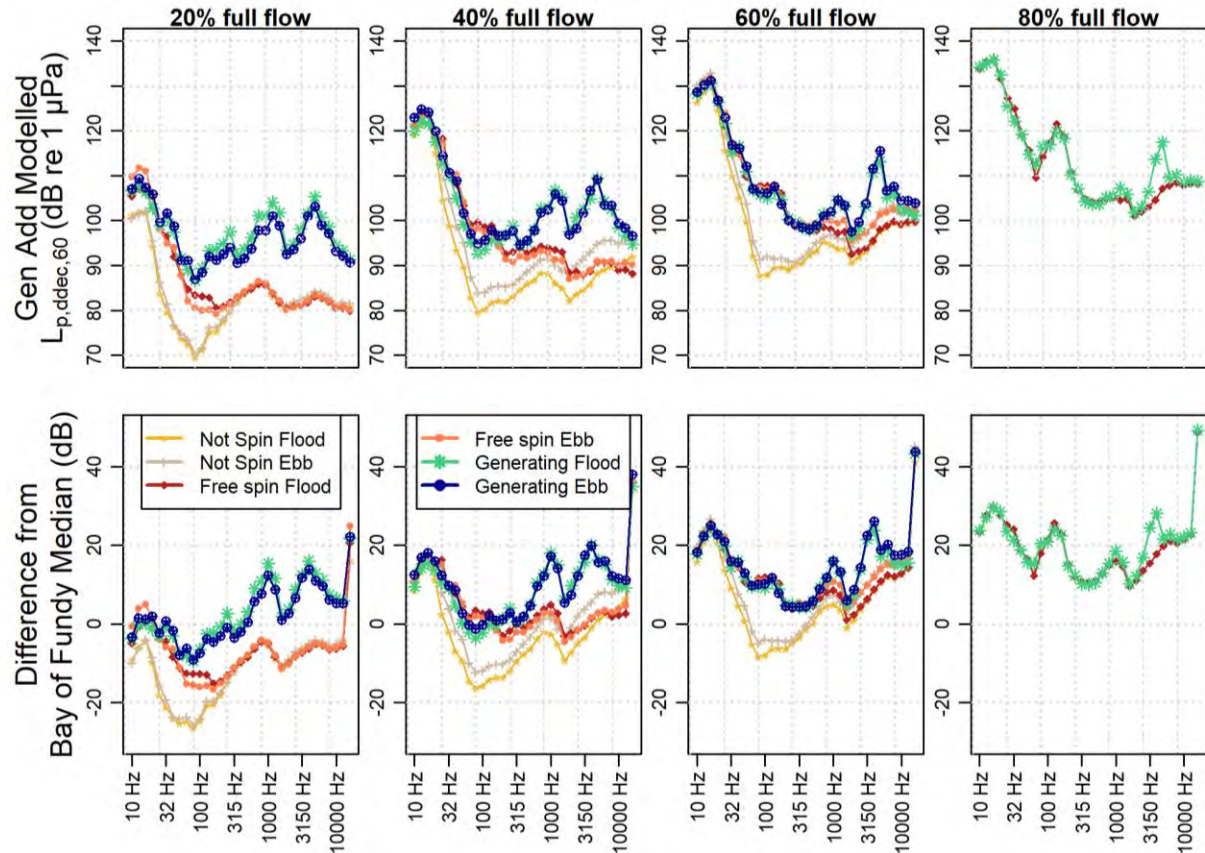 20% full flow
40% full flow
60% full flow
80% full flow
Gen Add Modelled
Lp,ddec,60 (dB re 1 µPa)
140
120
100
90
80
70
140
120
100
90
80
70
140
120
100
90
80
70
140
120
100
90
80
70
Difference from
Bay of Fundy Median (dB)
40
20
0
-20
40
20
0
-20
40
20
0
-20
40
20
0
-20
Not Spin Flood
Not Spin Ebb
Free spin Flood
Free spin Ebb
Generating Flood
Generating Ebb
10 Hz
32 Hz
100 Hz
315 Hz
1000 Hz
3150 Hz
10000 Hz
10 Hz
32 Hz
100 Hz
315 Hz
1000 Hz
3150 Hz
10000 Hz
10 Hz
32 Hz
100 Hz
315 Hz
1000 Hz
3150 Hz
10000 Hz
10 Hz
32 Hz
100 Hz
315 Hz
1000 Hz
3150 Hz
10000 Hz